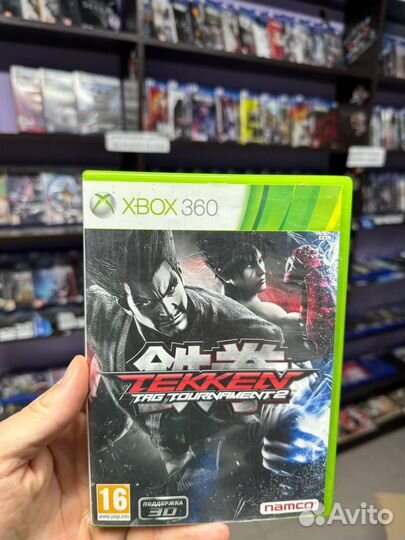 XBOX 360
鉄拳
TEKKEN
TAG TOURNAMENT 2
16
www.pegi.info
ПОДДЕРЖКА
3D
namco
Avito